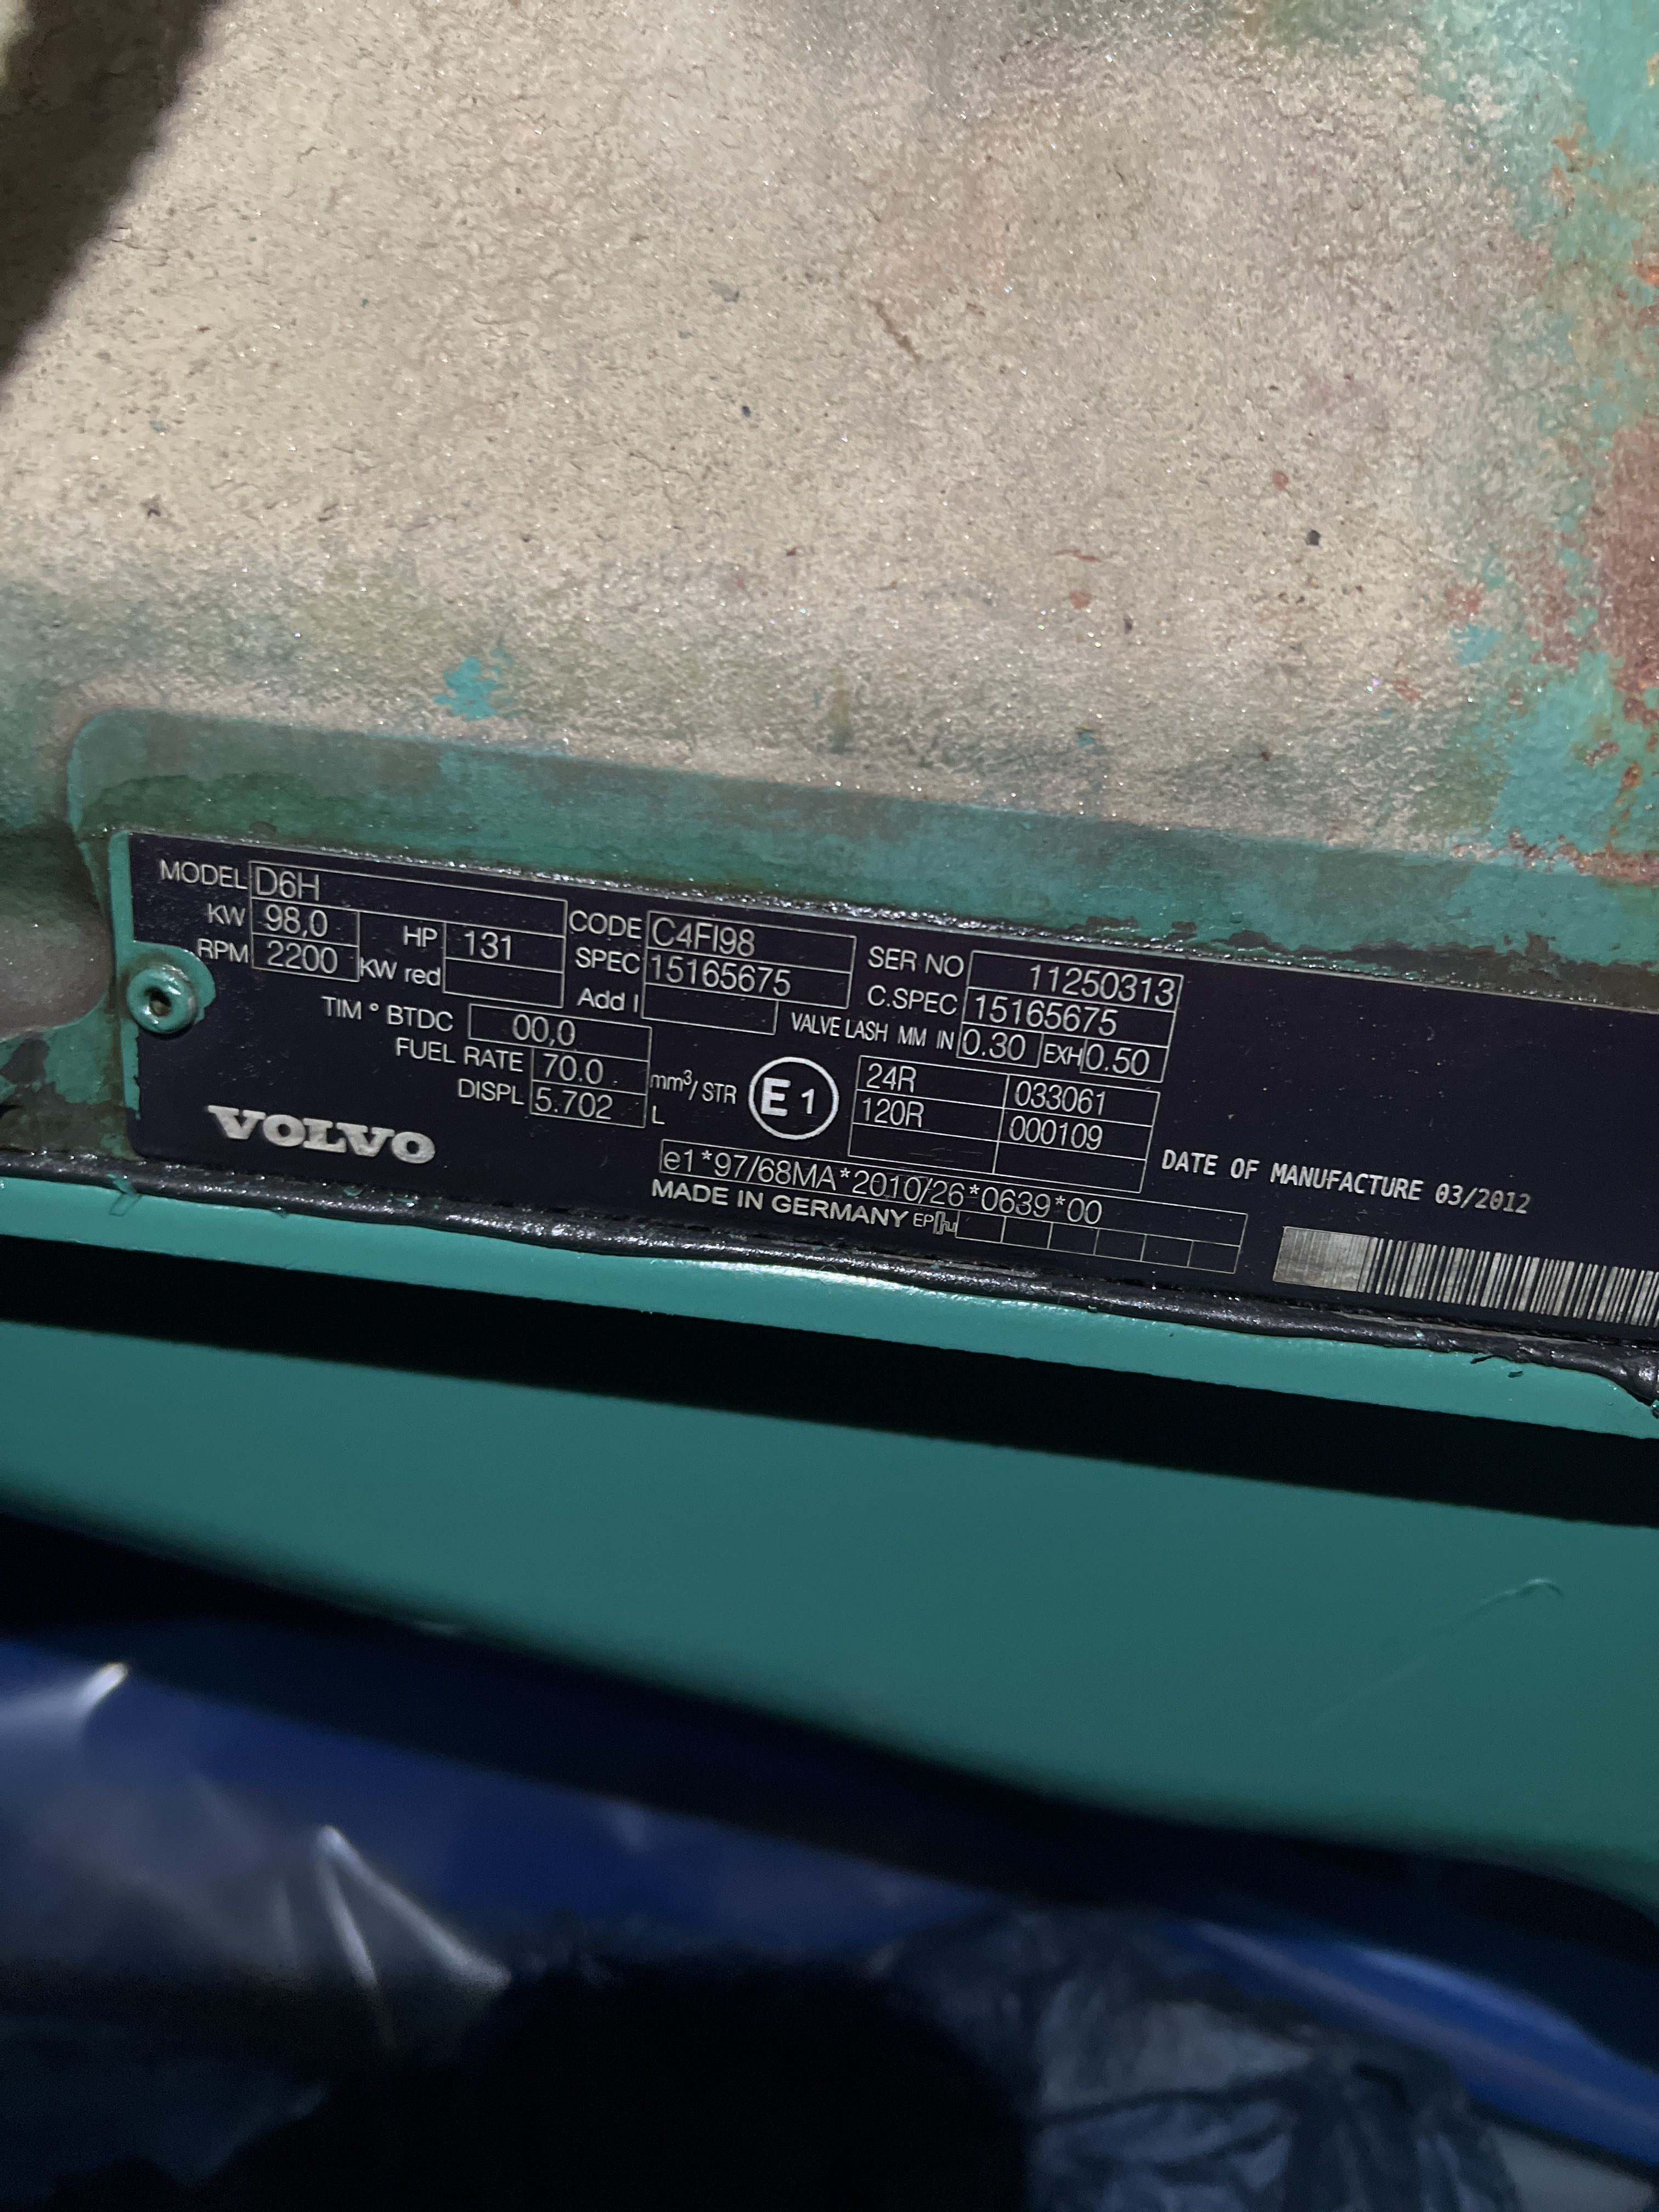 MODEL D6H
KW 98,0 HP 131 CODE C4FI98 SER NO 11250313
RPM 2200 KW red SPEC 15165675 C.SPEC 15165675
TIM ° BTDC 00,0 Add I VALVE LASH MM IN 0.30 EXH 0.50
FUEL RATE 70.0 mm³/STR E1 24R 033061
DISPL 5.702 L 120R 000109
VOLVO
e1*97/68MA*2010/26*0639*00
MADE IN GERMANY EP
DATE OF MANUFACTURE 03/2012